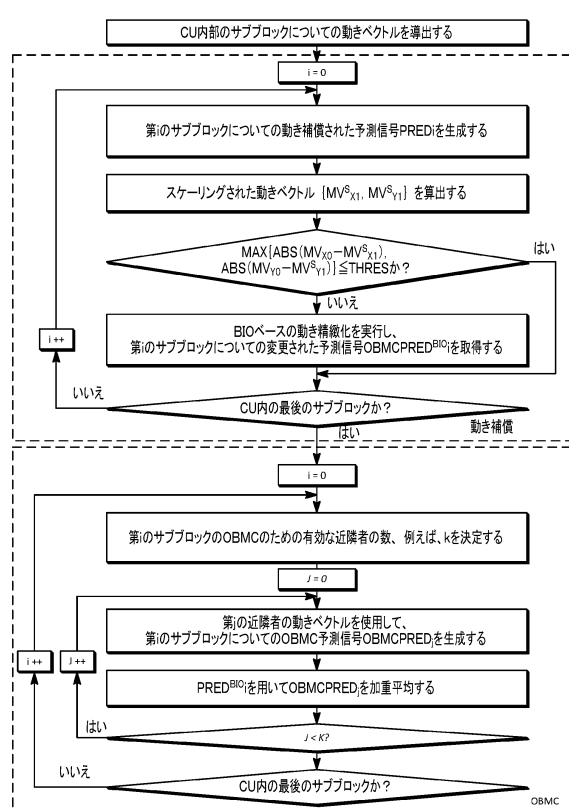 CU内部のサブブロックについての動きベクトルを導出する
i = 0
第iのサブブロックについての動き補償された予測信号PREDiを生成する
スケーリングされた動きベクトル {MVSX1, MVSY1} を算出する
MAX{ABS(MVX0−MVSX1),
ABS(MVY0−MVSY1)}≦THRESか？
はい
いいえ
BIOベースの動き精緻化を実行し、
第iのサブブロックについての変更された予測信号OBMCPREDBIOiを取得する
i ++
いいえ
CU内の最後のサブブロックか？
動き補償
はい
i = 0
第iのサブブロックのOBMCのための有効な近隣者の数、例えば、kを決定する
J = 0
第jの近隣者の動きベクトルを使用して、
第iのサブブロックについてのOBMC予測信号OBMCPREDjを生成する
i ++
J ++
PREDBIOiを用いてOBMCPREDjを加重平均する
はい
J < K?
いいえ
CU内の最後のサブブロックか？
OBMC